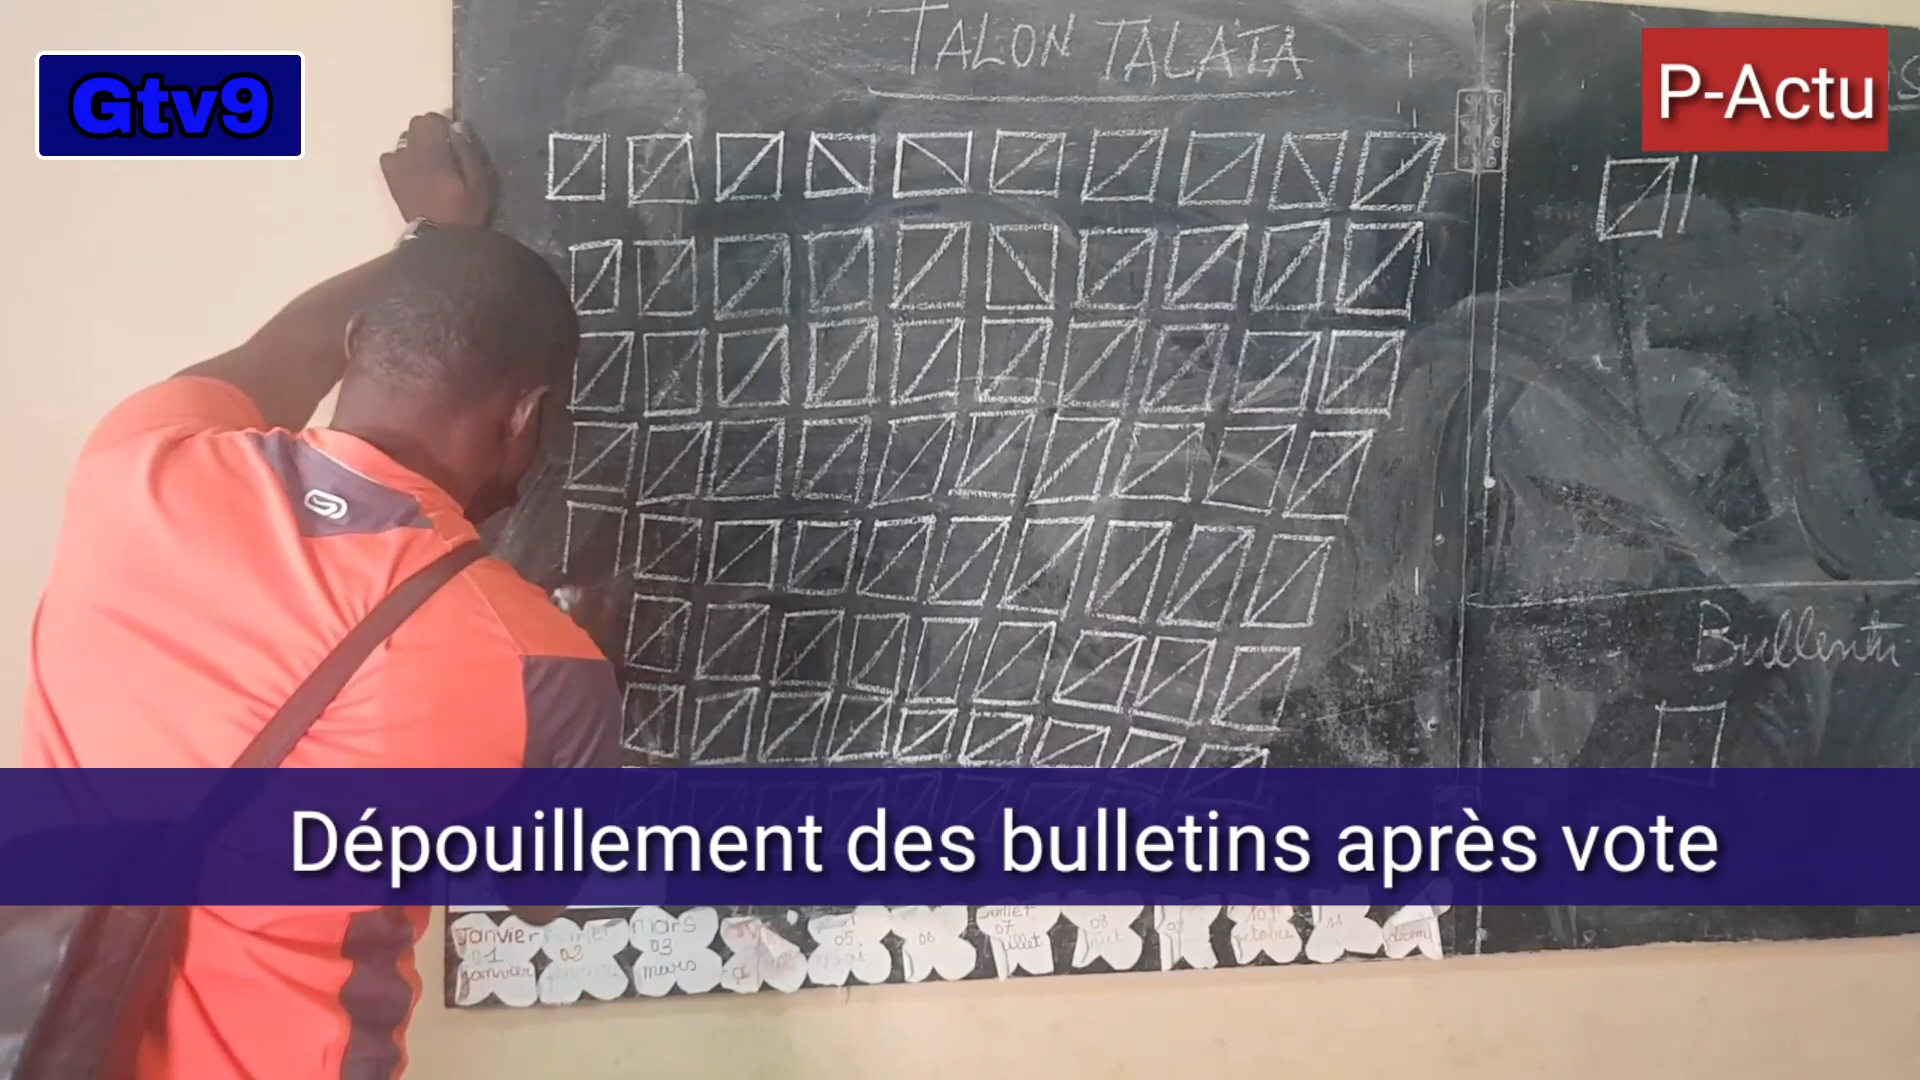 Gtv9
P-Actu
TALON TALATA
S
Bulletin
Dépouillement des bulletins après vote
Janvier
01
janvier
02
mars
03
mars
05
06
Juillet
07
juillet
08
10
octobre
11